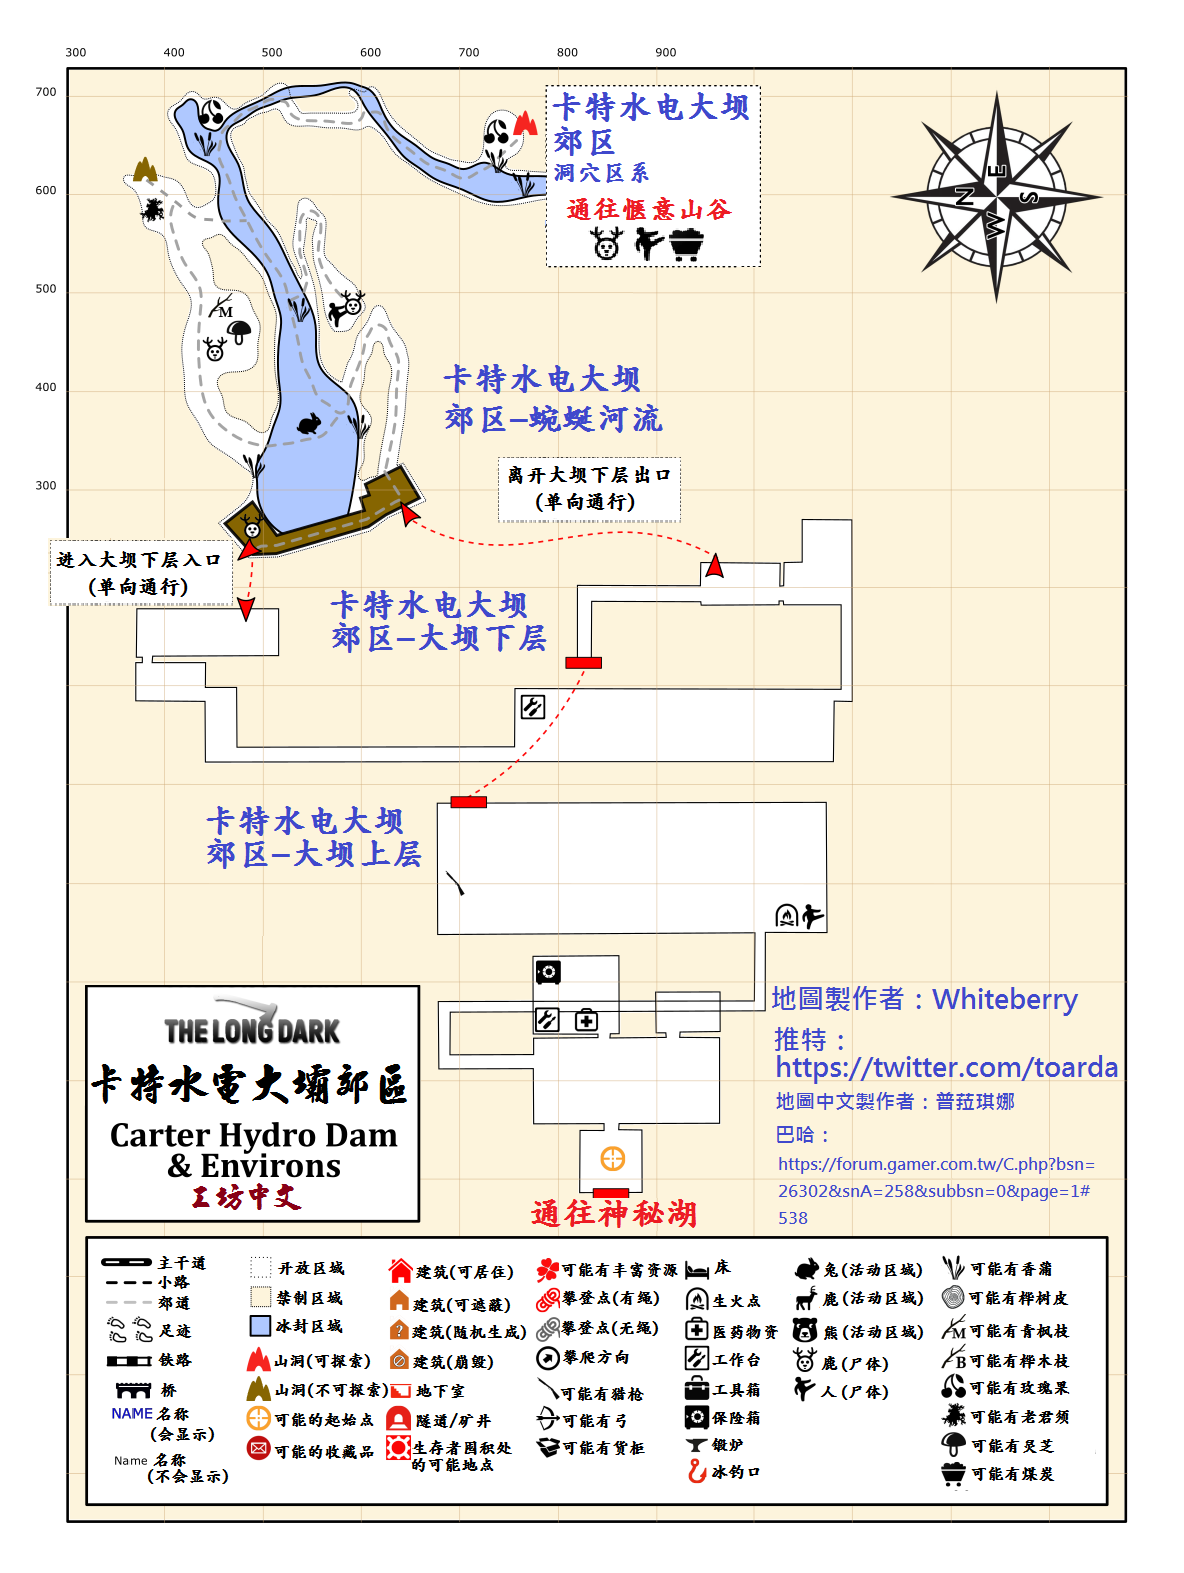 300 400 500 600 700 800 900
700
600
500
400
300
卡特水电大坝
郊区
洞穴区系
通往惬意山谷
N E S W
M
卡特水电大坝
郊区–蜿蜒河流
离开大坝下层出口
(单向通行)
进入大坝下层入口
(单向通行)
卡特水电大坝
郊区–大坝下层
卡特水电大坝
郊区–大坝上层
通往神秘湖
地圖製作者：Whiteberry
推特：
https://twitter.com/toarda
地圖中文製作者：普菈琪娜
巴哈：
https://forum.gamer.com.tw/C.php?bsn=
26302&snA=258&subbsn=0&page=1#
538
THE LONG DARK
卡特水電大壩郊區
Carter Hydro Dam
& Environs
工坊中文
主干道
小路
郊道
足迹
铁路
桥
NAME 名称
(会显示)
Name 名称
(不会显示)
开放区域
禁制区域
冰封区域
山洞(可探索)
山洞(不可探索)
可能的起始点
可能的收藏品
建筑(可居住)
建筑(可遮蔽)
建筑(随机生成)
建筑(崩毁)
地下室
隧道/矿井
生存者囤积处
的可能地点
可能有丰富资源
攀登点(有绳)
攀登点(无绳)
攀爬方向
可能有猎枪
可能有弓
可能有货柜
床
生火点
医药物资
工作台
工具箱
保险箱
锻炉
冰钓口
兔(活动区域)
鹿(活动区域)
熊(活动区域)
鹿(尸体)
人(尸体)
可能有香蒲
可能有桦树皮
M 可能有青枫枝
B 可能有桦木枝
可能有玫瑰果
可能有老君须
可能有灵芝
可能有煤炭